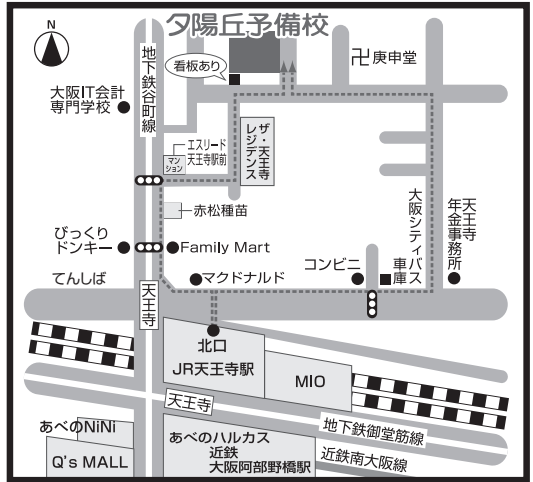 N
夕陽丘予備校
看板あり
卍庚申堂
地下鉄谷町線
大阪IT会計
専門学校
エスリード
天王寺駅前
マンション
ザ・天王寺
レジデンス
赤松種苗
びっくり
ドンキー
Family Mart
てんしば
マクドナルド
コンビニ
大阪シティバス
車庫
天王寺
年金事務所
天王寺
北口
JR天王寺駅
MIO
天王寺
地下鉄御堂筋線
近鉄南大阪線
あべのNiNi
Q's MALL
あべのハルカス
近鉄
大阪阿部野橋駅